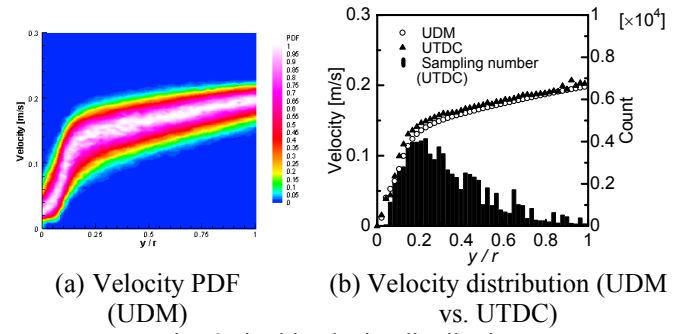 PDF
1
0.95
0.9
0.85
0.8
0.75
0.7
0.65
0.6
0.55
0.5
0.45
0.4
0.35
0.3
0.25
0.2
0.15
0.1
0.05
0
0.3
0.2
0.1
0
Velocity [m/s]
0 0.25 0.5 0.75 1
y / r
(a) Velocity PDF
(UDM)
0.3
0.2
0.1
0
Velocity [m/s]
UDM
UTDC
Sampling number
(UTDC)
1 [×10⁴]
0.8
0.6
0.4
0.2
0
Count
0 0.2 0.4 0.6 0.8 1
y / r
(b) Velocity distribution (UDM
vs. UTDC)